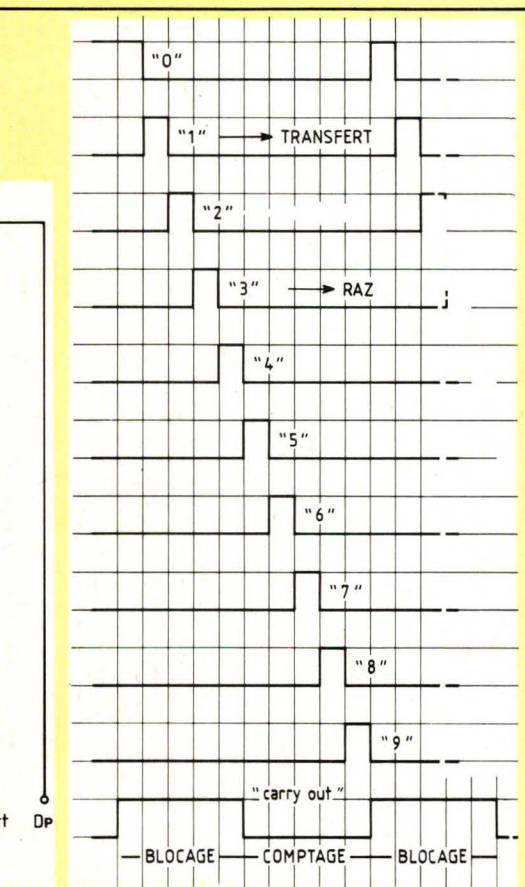 "0"
"1" → TRANSFERT
"2"
"3" → RAZ
"4"
"5"
"6"
"7"
"8"
"9"
"carry out"
Dp
BLOCAGE COMPTAGE BLOCAGE